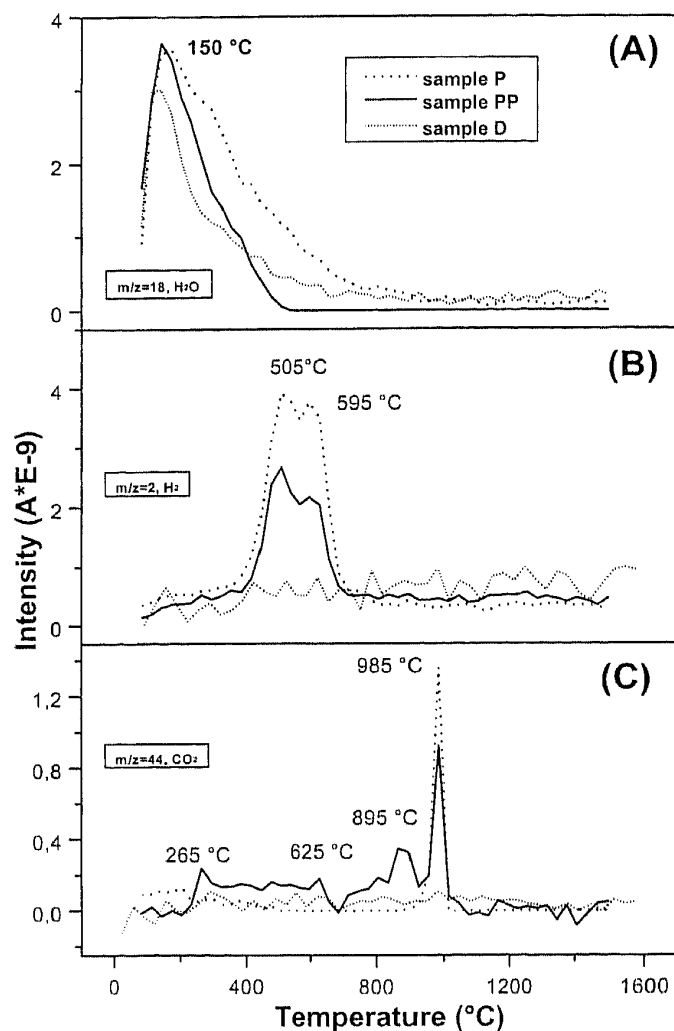 4
150 °C
(A)
sample P
sample PP
sample D
2
m/z=18, H2O
0
505°C
(B)
4
595 °C
m/z=2, H2
2
0
Intensity (A*E-9)
985 °C
(C)
1,2
m/z=44, CO2
0,8
895 °C
265 °C
625 °C
0,4
0,0
0 400 800 1200 1600
Temperature (°C)